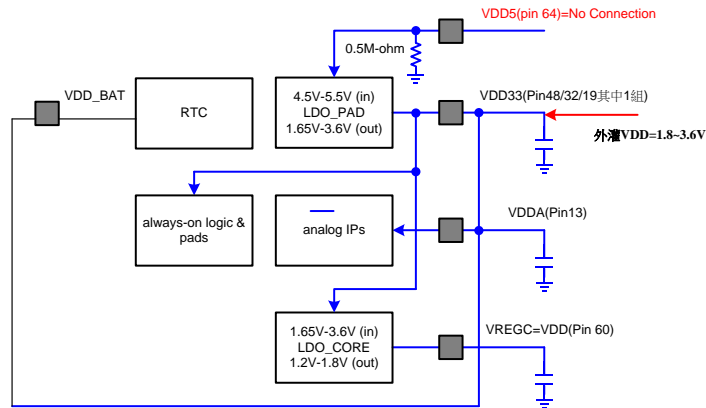 VDD5(pin 64)=No Connection
0.5M-ohm
VDD_BAT
RTC
4.5V-5.5V (in)
LDO_PAD
1.65V-3.6V (out)
VDD33(Pin48/32/19其中1組)
外灌VDD=1.8~3.6V
always-on logic &
pads
analog IPs
VDDA(Pin13)
1.65V-3.6V (in)
LDO_CORE
1.2V-1.8V (out)
VREGC=VDD(Pin 60)